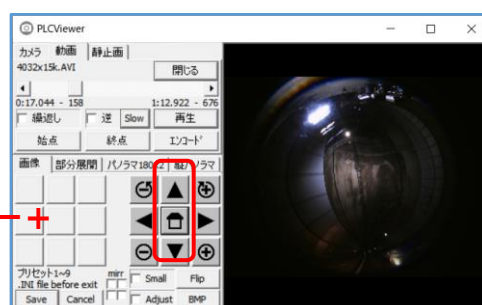 PLCViewer
カメラ 動画 静止画
4032x15k.AVI 閉じる
0:17.044 - 158 1:12.922 - 676
繰返し 逆 Slow 再生
始点 終点 エンコード
画像 部分展開 パノラマ180
プリセット1~9
.INI file before exit mirr Small Flip
Save Cancel Adjust BMP